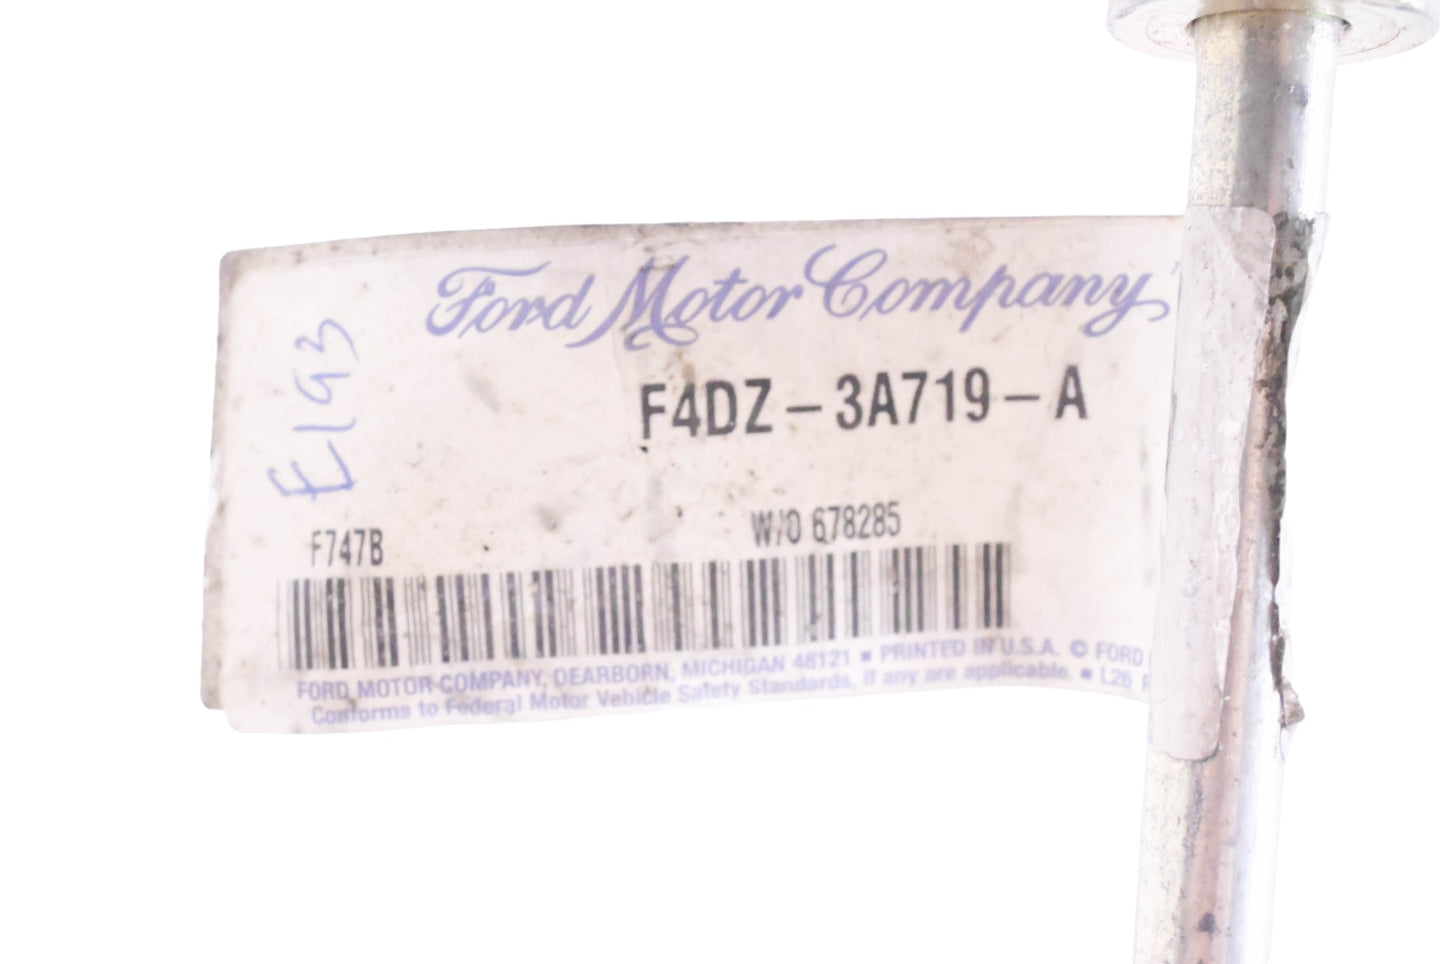 Ford Motor Company
F4DZ-3A719-A
E193
F747B
W/O 678285
FORD MOTOR COMPANY, DEARBORN, MICHIGAN 48121 ▪ PRINTED IN U.S.A. © FORD
Conforms to Federal Motor Vehicle Safety Standards, if any are applicable. ▪ L26